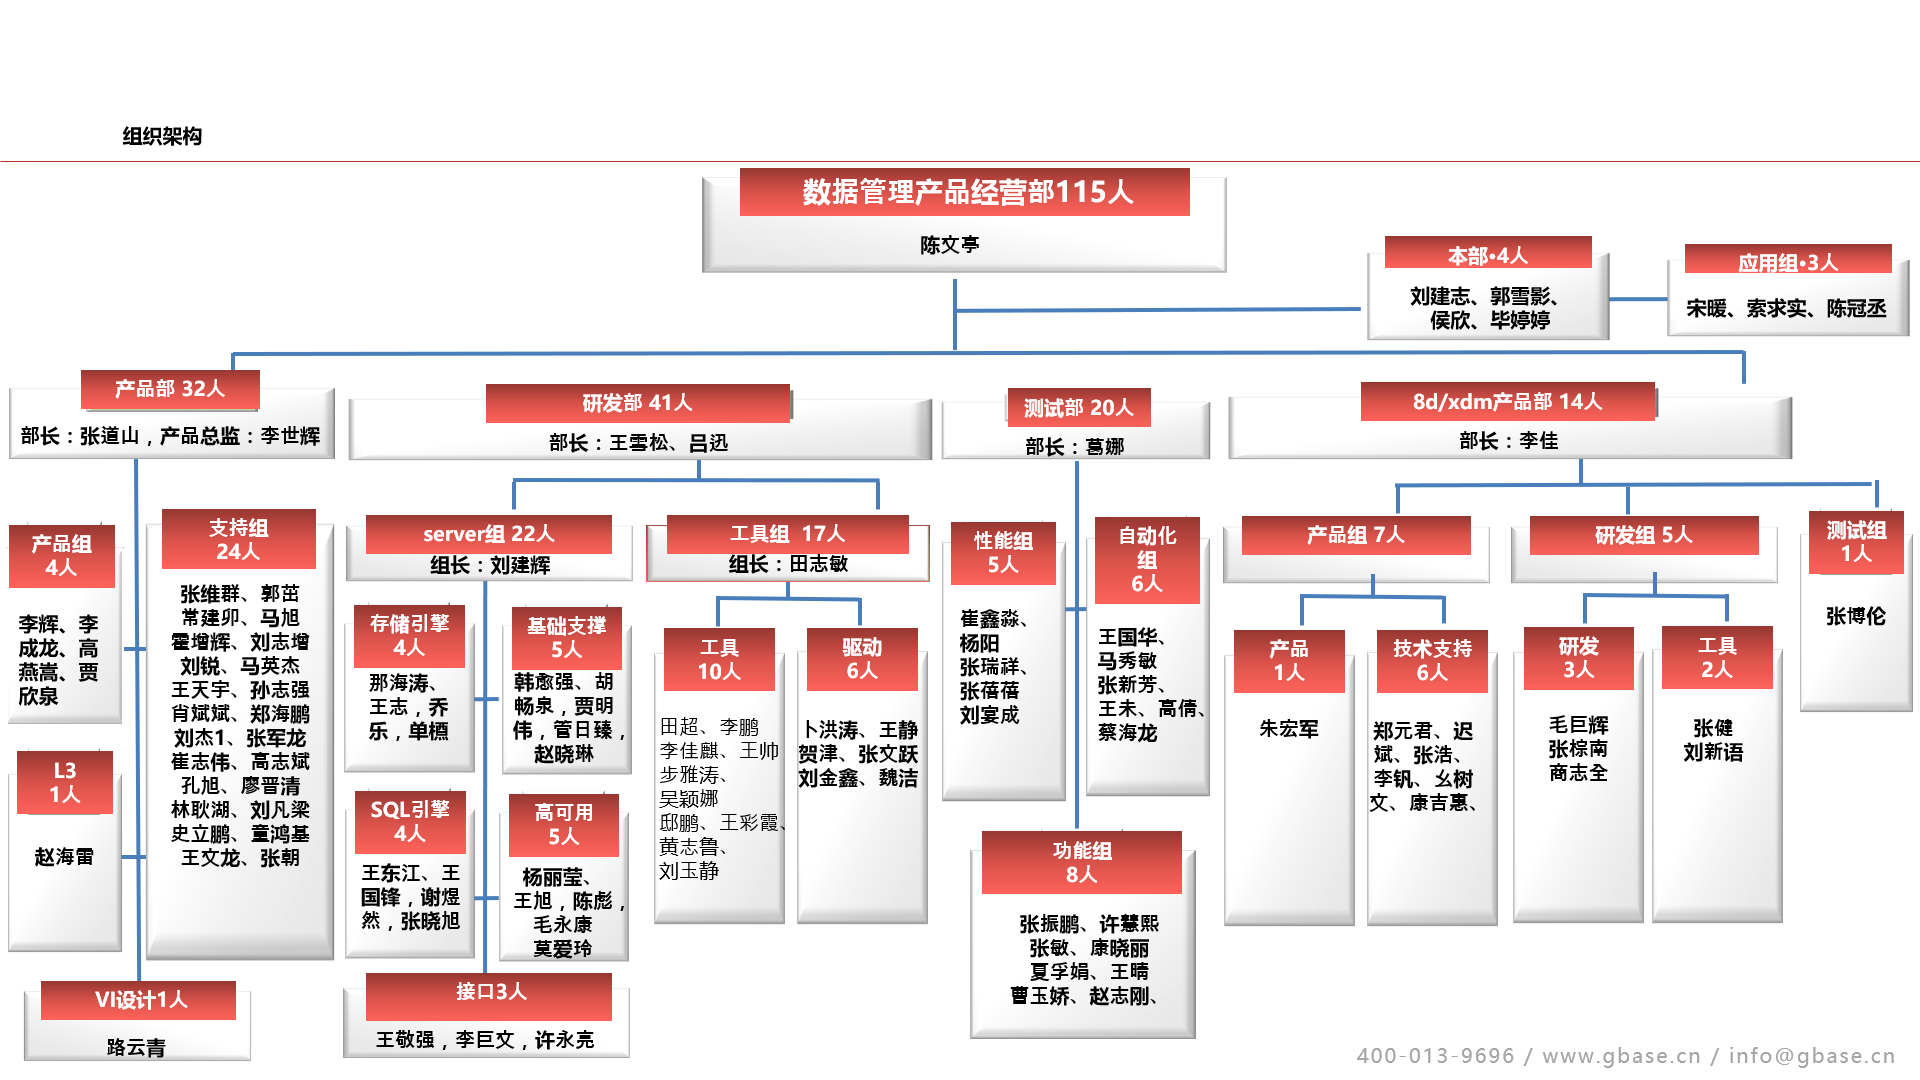 组织架构
数据管理产品经营部115人
陈文亭
本部•4人
刘建志、郭雪影、
侯欣、毕婷婷
应用组•3人
宋暖、索求实、陈冠丞
产品部 32人
部长：张道山，产品总监：李世辉
研发部 41人
部长：王雪松、吕迅
测试部 20人
部长：葛娜
8d/xdm产品部 14人
部长：李佳
产品组
4人
李辉、李
成龙、高
燕嵩、贾
欣泉
L3
1人
赵海雷
支持组
24人
张维群、郭茁
常建卯、马旭
霍增辉、刘志增
刘锐、马英杰
王天宇、孙志强
肖斌斌、郑海鹏
刘杰1、张军龙
崔志伟、高志斌
孔旭、廖晋清
林耿湖、刘凡梁
史立鹏、童鸿基
王文龙、张朝
VI设计1人
路云青
server组 22人
组长：刘建辉
存储引擎
4人
那海涛、
王志，乔
乐，单櫃
基础支撑
5人
韩愈强、胡
畅泉，贾明
伟，管日臻，
赵晓琳
SQL引擎
4人
王东江、王
国锋，谢煜
然，张晓旭
高可用
5人
杨丽莹、
王旭，陈彪，
毛永康
莫爱玲
接口3人
王敬强，李巨文，许永亮
工具组 17人
组长：田志敏
工具
10人
田超、李鹏
李佳麒、王帅
步雅涛、
吴颖娜
邸鹏、王彩霞、
黄志鲁、
刘玉静
驱动
6人
卜洪涛、王静
贺津、张文跃
刘金鑫、魏洁
性能组
5人
崔鑫淼、
杨阳
张瑞祥、
张蓓蓓
刘宴成
自动化
组
6人
王国华、
马秀敏
张新芳、
王未、高倩、
蔡海龙
功能组
8人
张振鹏、许慧熙
张敏、康晓丽
夏孚娟、王晴
曹玉娇、赵志刚、
产品组 7人
产品
1人
朱宏军
技术支持
6人
郑元君、迟
斌、张浩、
李钒、幺树
文、康吉惠、
研发组 5人
研发
3人
毛巨辉
张棕南
商志全
工具
2人
张健
刘新语
测试组
1人
张博伦
400-013-9696 / www.gbase.cn / info@gbase.cn